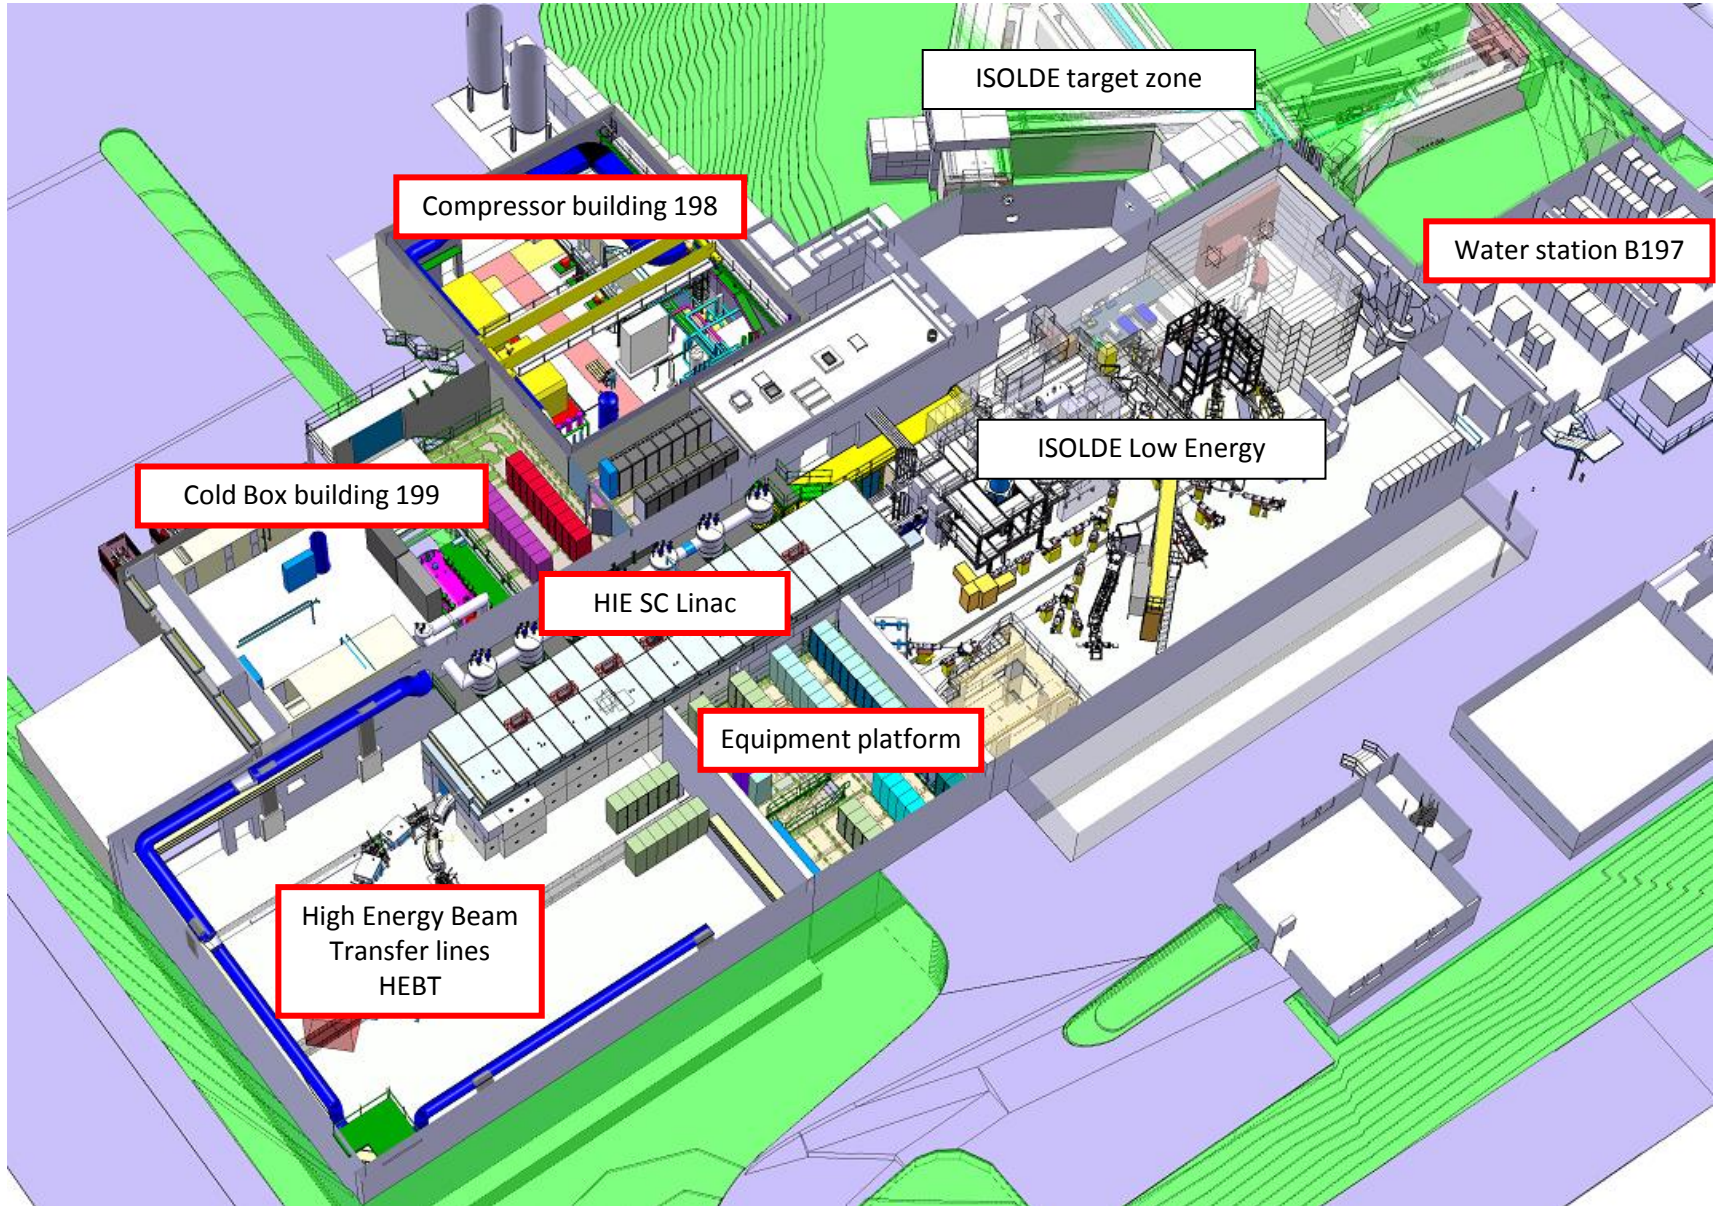 ISOLDE target zone
Compressor building 198
Water station B197
ISOLDE Low Energy
Cold Box building 199
HIE SC Linac
Equipment platform
High Energy Beam
Transfer lines
HEBT